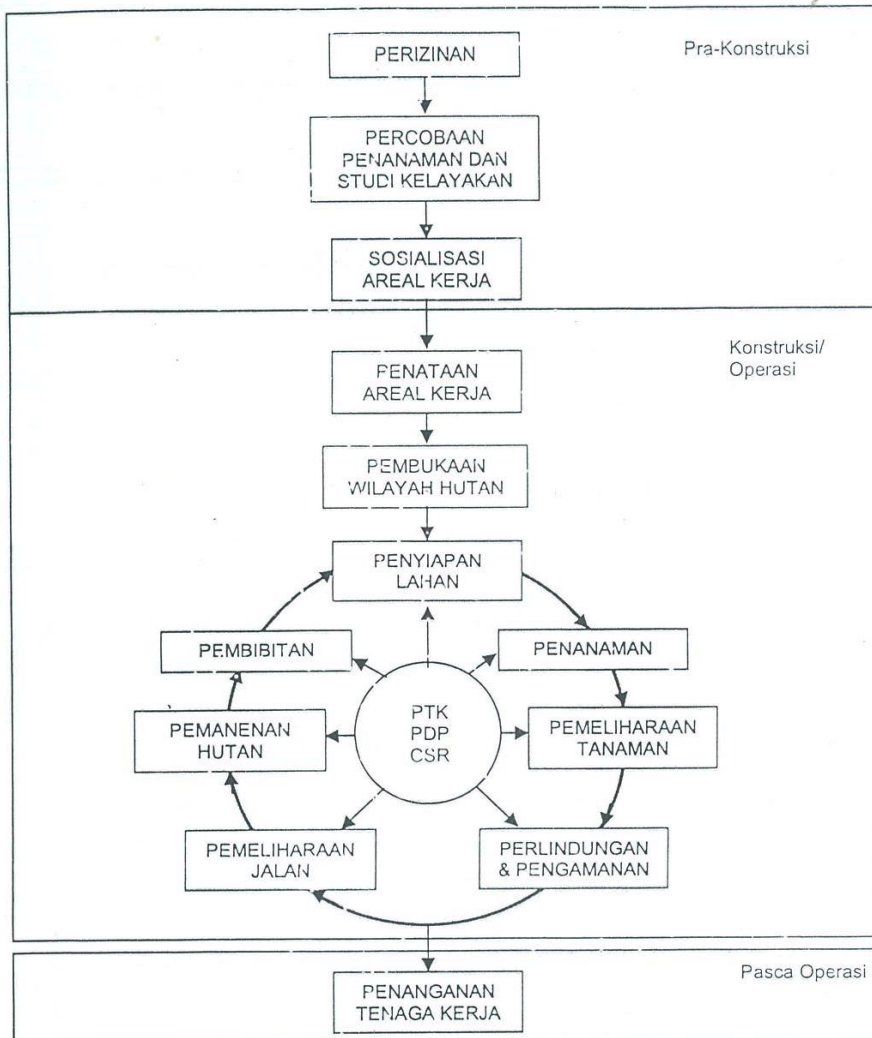 Pra-Konstruksi
PERIZINAN
PERCOBAAN
PENANAMAN DAN
STUDI KELAYAKAN
SOSIALISASI
AREAL KERJA
Konstruksi/
Operasi
PENATAAN
AREAL KERJA
PEMBUKAAN
WILAYAH HUTAN
PENYIAPAN
LAHAN
PEMBIBITAN
PENANAMAN
PEMANENAN
HUTAN
PTK
PDP
CSR
PEMELIHARAAN
TANAMAN
PEMELIHARAAN
JALAN
PERLINDUNGAN
& PENGAMANAN
Pasca Operasi
PENANGANAN
TENAGA KERJA